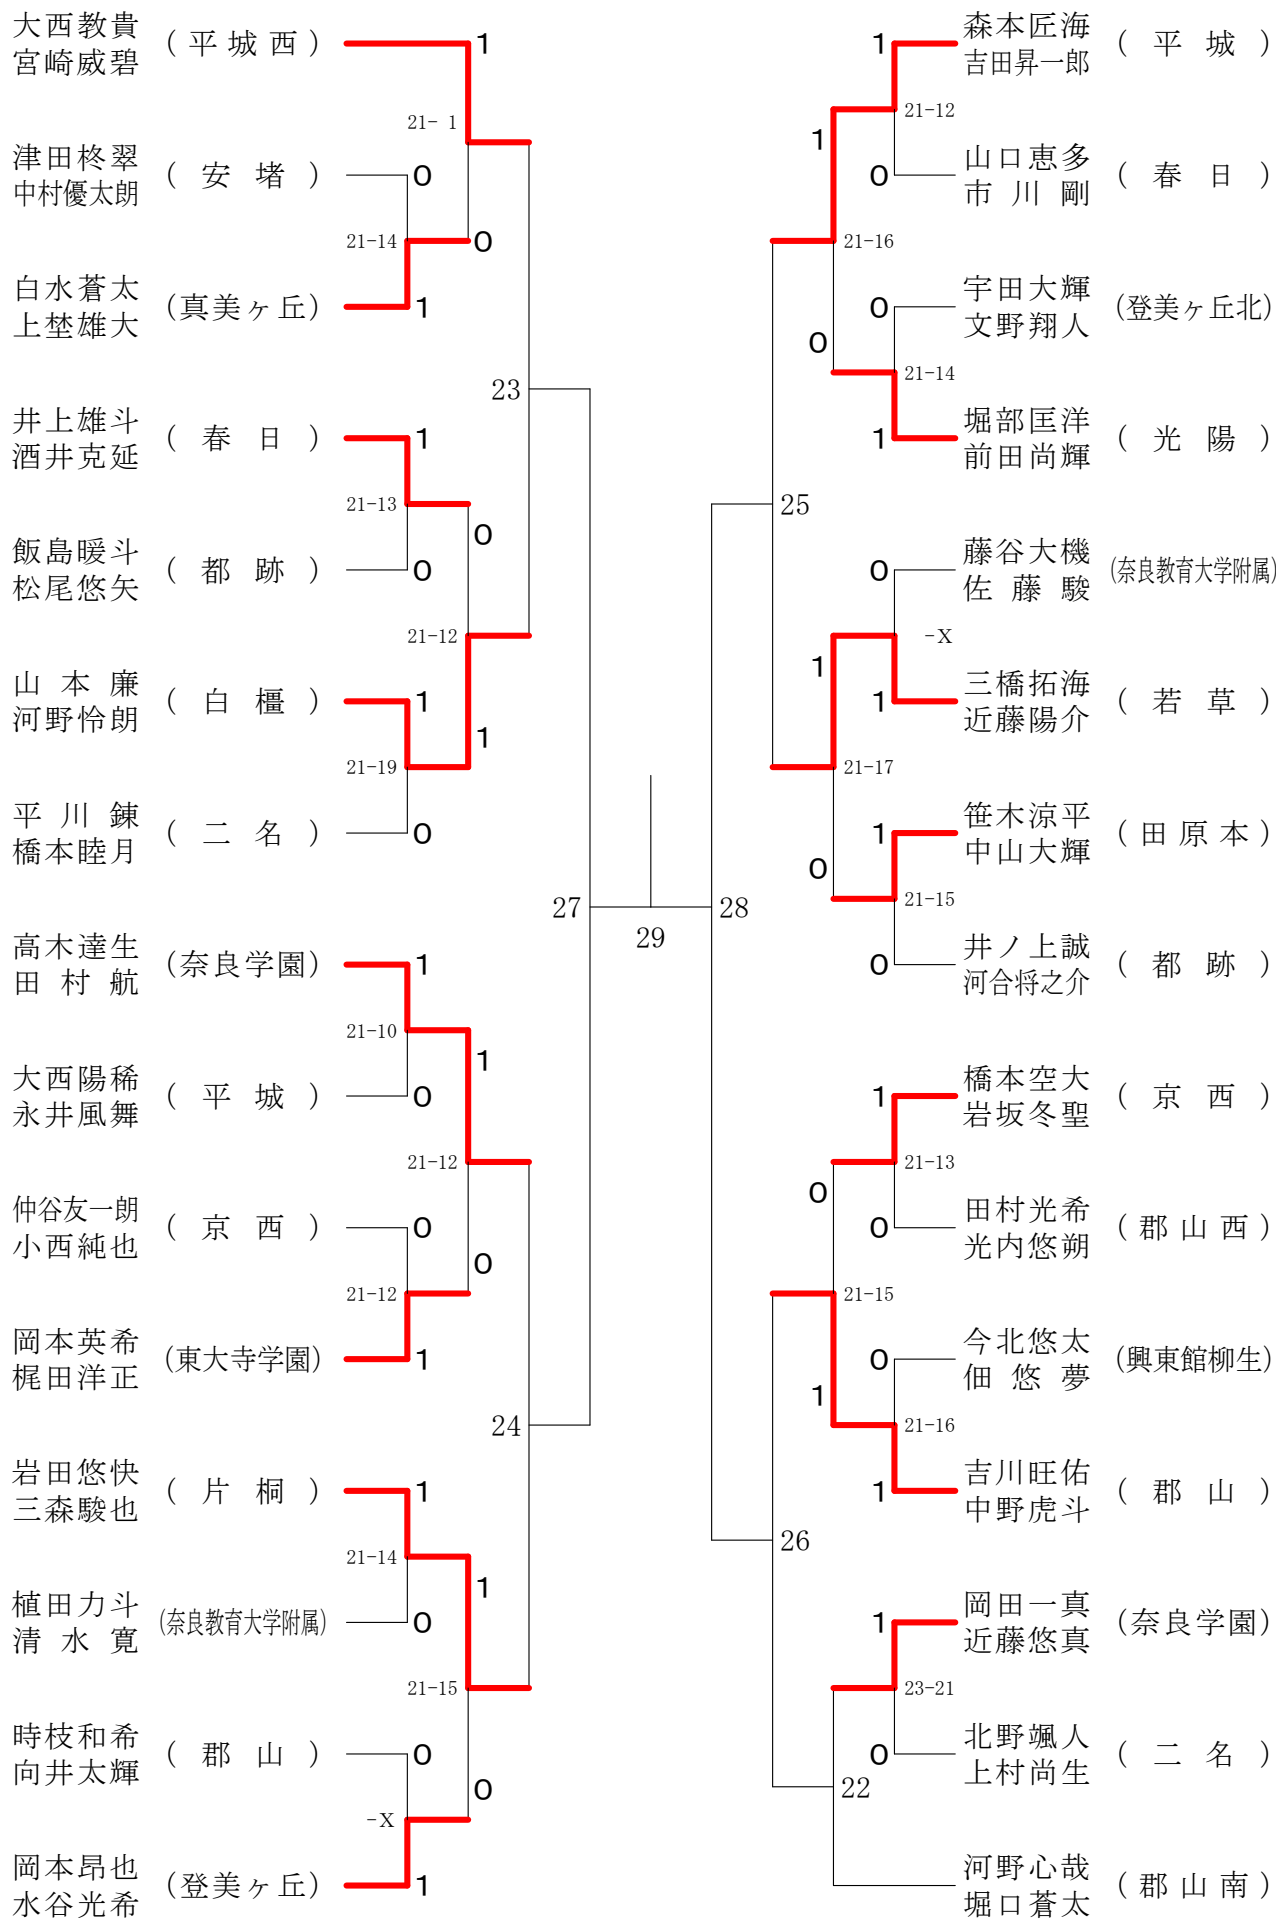 大西教貴
宮崎威碧
(平城西)
1
21- 1
津田柊翠
中村優太朗
(安堵)
0
21-14
0
白水蒼太
上埜雄大
(真美ヶ丘)
1
23
井上雄斗
酒井克延
(春日)
1
21-13
0
飯島暖斗
松尾悠矢
(都跡)
0
21-12
山本廉
河野怜朗
(白橿)
1
1
21-19
平川錬
橋本睦月
(二名)
0
27
高木達生
田村航
(奈良学園)
1
21-10
1
大西陽稀
永井風舞
(平城)
0
21-12
仲谷友一朗
小西純也
(京西)
0
0
21-12
岡本英希
梶田洋正
(東大寺学園)
1
24
岩田悠快
三森駿也
(片桐)
1
21-14
1
植田力斗
清水寛
(奈良教育大学附属)
0
21-15
時枝和希
向井太輝
(郡山)
0
0
-X
岡本昂也
水谷光希
(登美ヶ丘)
1
29
森本匠海
吉田昇一郎
(平城)
1
21-12
1
山口恵多
市川剛
(春日)
0
21-16
宇田大輝
文野翔人
(登美ヶ丘北)
0
0
21-14
堀部匡洋
前田尚輝
(光陽)
1
25
藤谷大機
佐藤駿
(奈良教育大学附属)
0
-X
1
三橋拓海
近藤陽介
(若草)
1
21-17
笹木涼平
中山大輝
(田原本)
1
0
21-15
井ノ上誠
河合将之介
(都跡)
0
28
橋本空大
岩坂冬聖
(京西)
1
21-13
0
田村光希
光内悠朔
(郡山西)
0
21-15
今北悠太
佃悠夢
(興東館柳生)
0
1
21-16
吉川旺佑
中野虎斗
(郡山)
1
26
岡田一真
近藤悠真
(奈良学園)
1
23-21
北野颯人
上村尚生
(二名)
0
22
河野心哉
堀口蒼太
(郡山南)